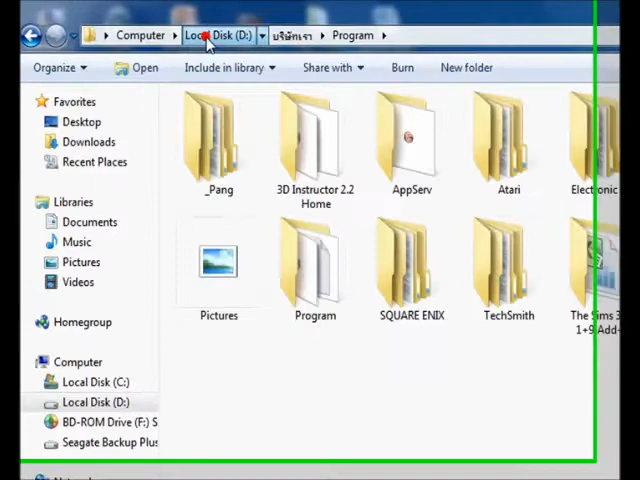 Computer Local Disk (D:) บริษัทเรา Program
Organize Open Include in library Share with Burn New folder
Favorites
Desktop
Downloads
Recent Places
Libraries
Documents
Music
Pictures
Videos
Homegroup
Computer
Local Disk (C:)
Local Disk (D:)
BD-ROM Drive (F:) S
Seagate Backup Plus
_Pang
3D Instructor 2.2
Home
AppServ
Atari
Electronic
Pictures
Program
SQUARE ENIX
TechSmith
The Sims 3
1+9 Add-